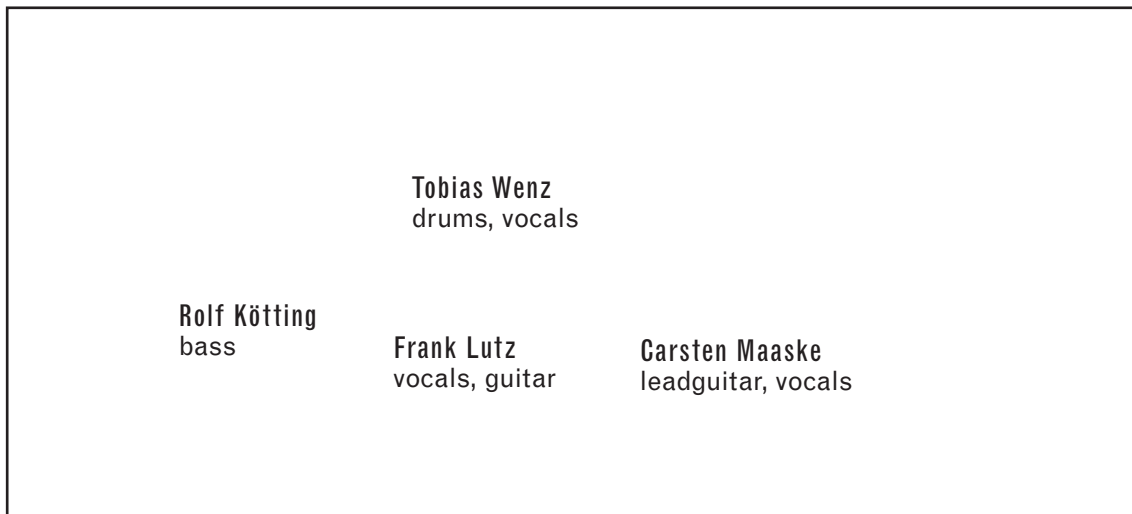 Tobias Wenz
drums, vocals
Rolf Kötting
bass
Frank Lutz
vocals, guitar
Carsten Maaske
leadguitar, vocals